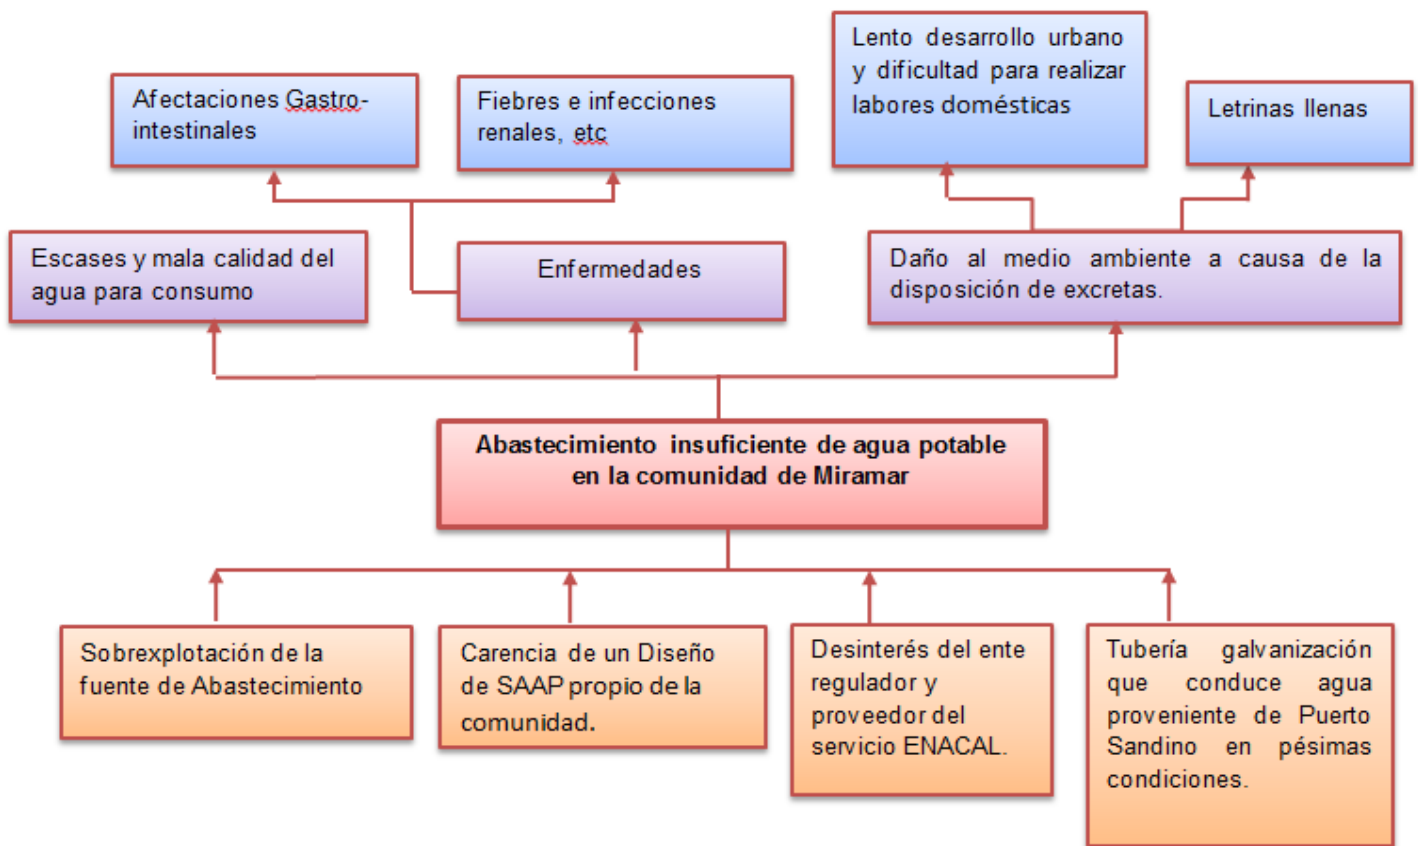 Afectaciones Gastro-
intestinales
Fiebres e infecciones
renales, etc
Lento desarrollo urbano
y dificultad para realizar
labores domésticas
Letrinas llenas
Escases y mala calidad del
agua para consumo
Enfermedades
Daño al medio ambiente a causa de la
disposición de excretas.
Abastecimiento insuficiente de agua potable
en la comunidad de Miramar
Sobrexplotación de la
fuente de Abastecimiento
Carencia de un Diseño
de SAAP propio de la
comunidad.
Desinterés del ente
regulador y
proveedor del
servicio ENACAL.
Tubería galvanización
que conduce agua
proveniente de Puerto
Sandino en pésimas
condiciones.